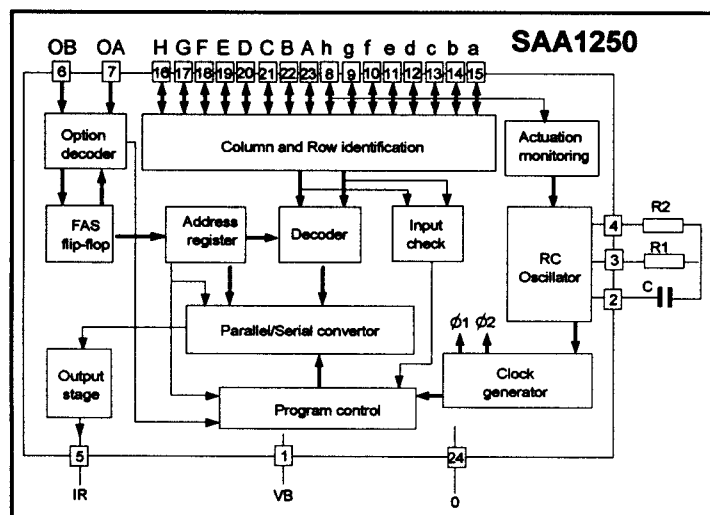 SAA1250
OB OA H G F E D C B A h g f e d c b a
6 7 16 17 18 19 20 21 22 23 8 9 10 11 12 13 14 15
Option
decoder
Column and Row identification
Actuation
monitoring
FAS
flip-flop
Address
register
Decoder
Input
check
RC
Oscillator
4 R2
3 R1
2 C
Parallel/Serial convertor
ϕ1 ϕ2
Output
stage
Program control
Clock
generator
5 1 24
IR VB 0